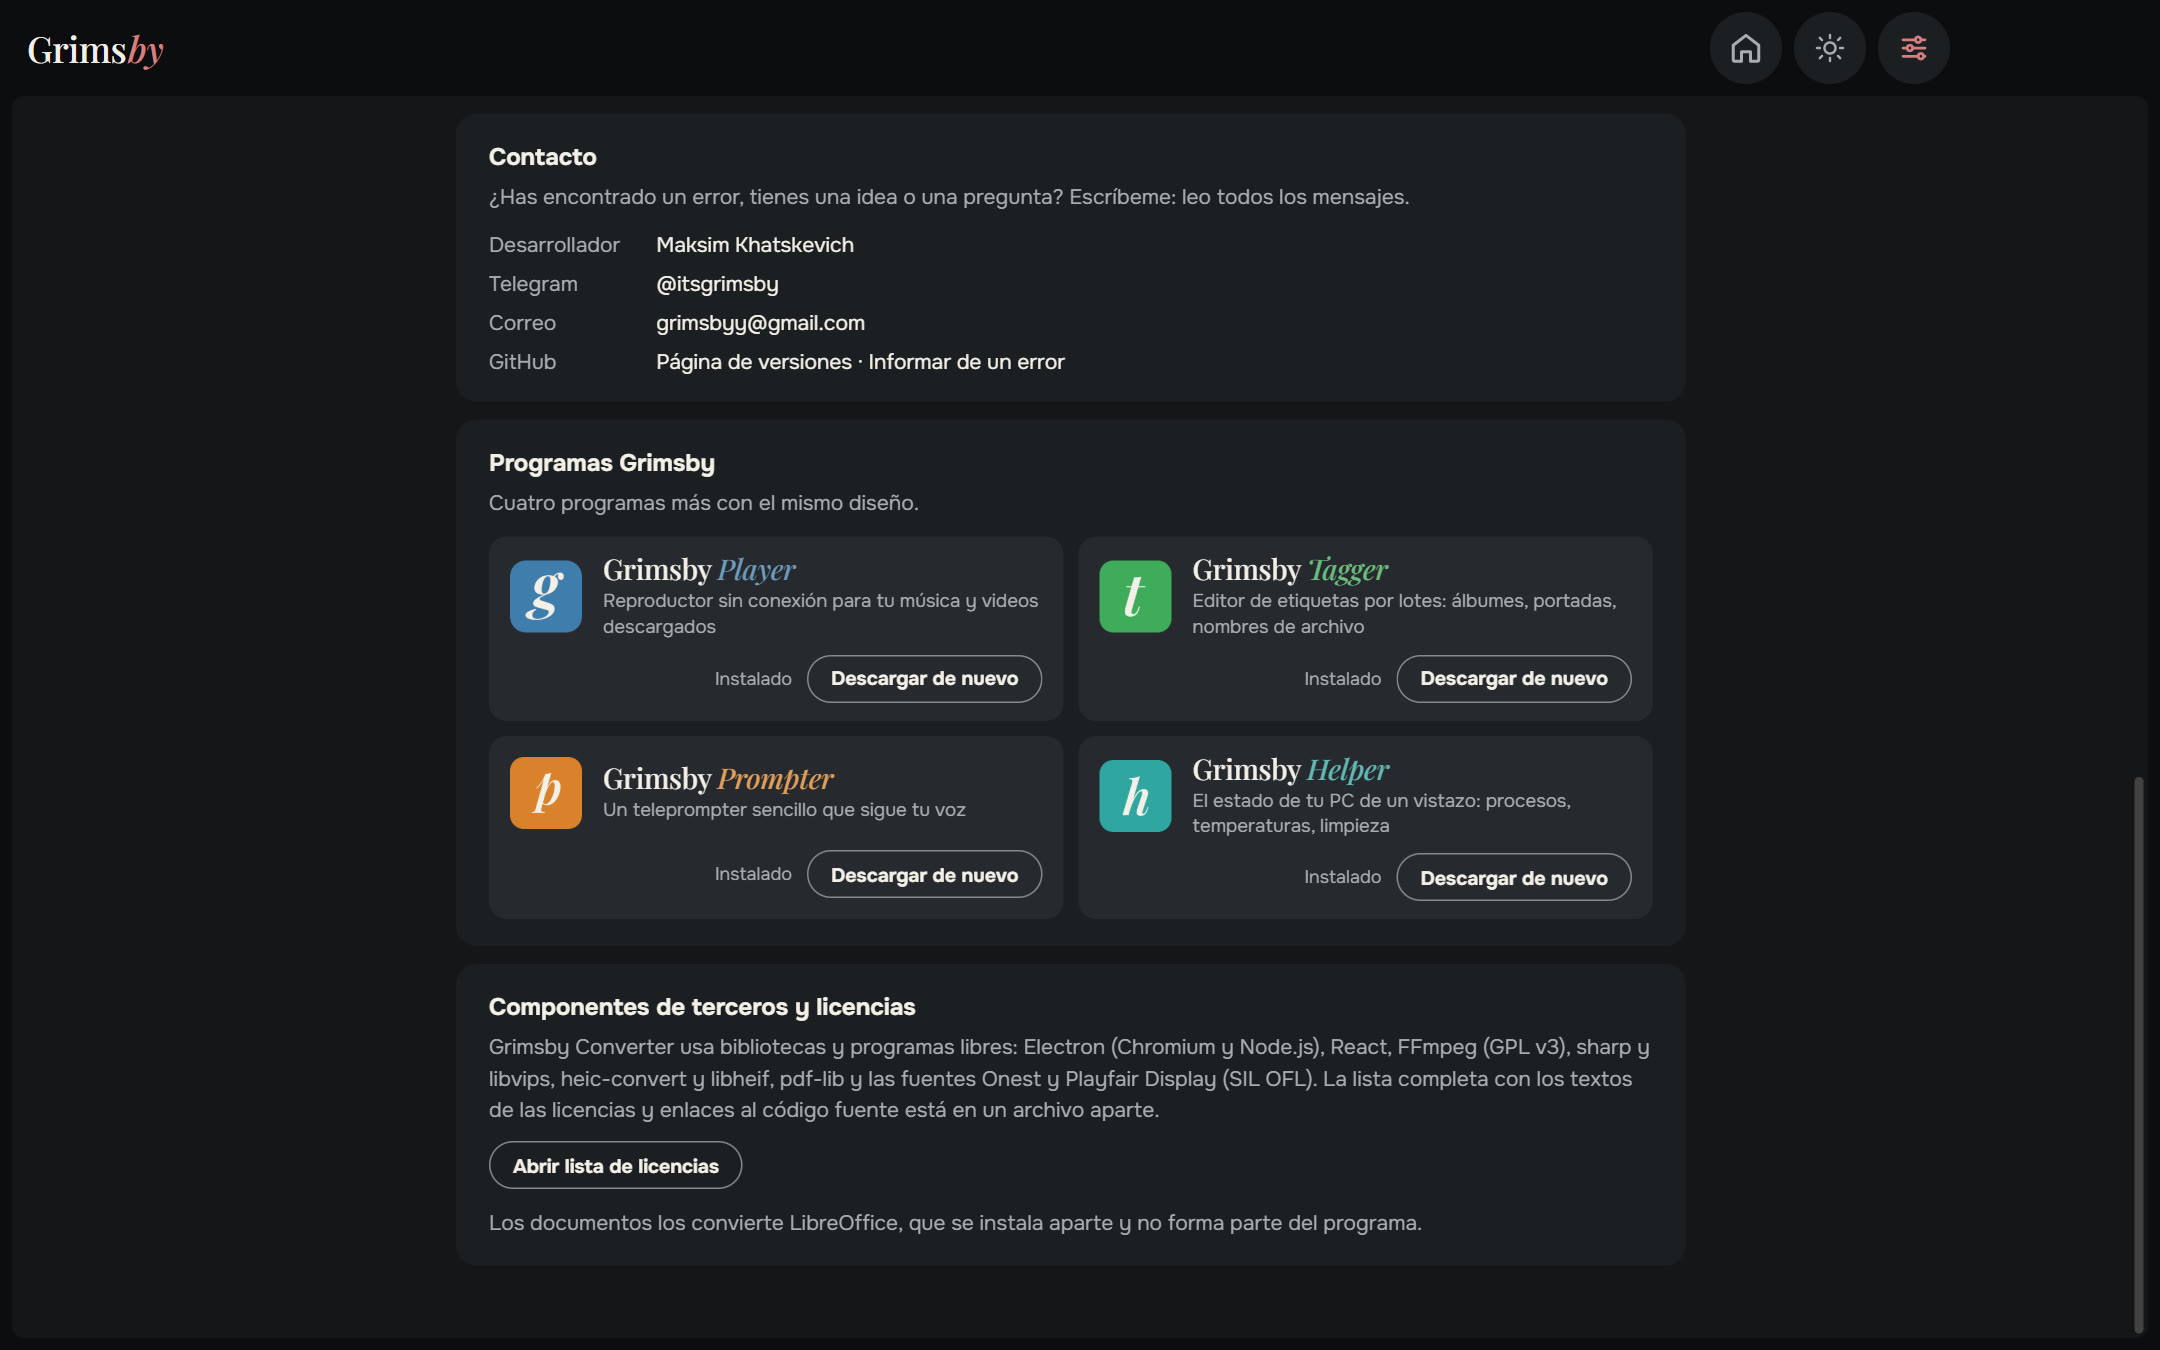 Grimsby
Contacto
¿Has encontrado un error, tienes una idea o una pregunta? Escríbeme: leo todos los mensajes.
Desarrollador Maksim Khatskevich
Telegram @itsgrimsby
Correo grimsbyy@gmail.com
GitHub Página de versiones · Informar de un error
Programas Grimsby
Cuatro programas más con el mismo diseño.
g
Grimsby Player
Reproductor sin conexión para tu música y videos
descargados
Instalado Descargar de nuevo
t
Grimsby Tagger
Editor de etiquetas por lotes: álbumes, portadas,
nombres de archivo
Instalado Descargar de nuevo
p
Grimsby Prompter
Un teleprompter sencillo que sigue tu voz
Instalado Descargar de nuevo
h
Grimsby Helper
El estado de tu PC de un vistazo: procesos,
temperaturas, limpieza
Instalado Descargar de nuevo
Componentes de terceros y licencias
Grimsby Converter usa bibliotecas y programas libres: Electron (Chromium y Node.js), React, FFmpeg (GPL v3), sharp y
libvips, heic-convert y libheif, pdf-lib y las fuentes Onest y Playfair Display (SIL OFL). La lista completa con los textos
de las licencias y enlaces al código fuente está en un archivo aparte.
Abrir lista de licencias
Los documentos los convierte LibreOffice, que se instala aparte y no forma parte del programa.